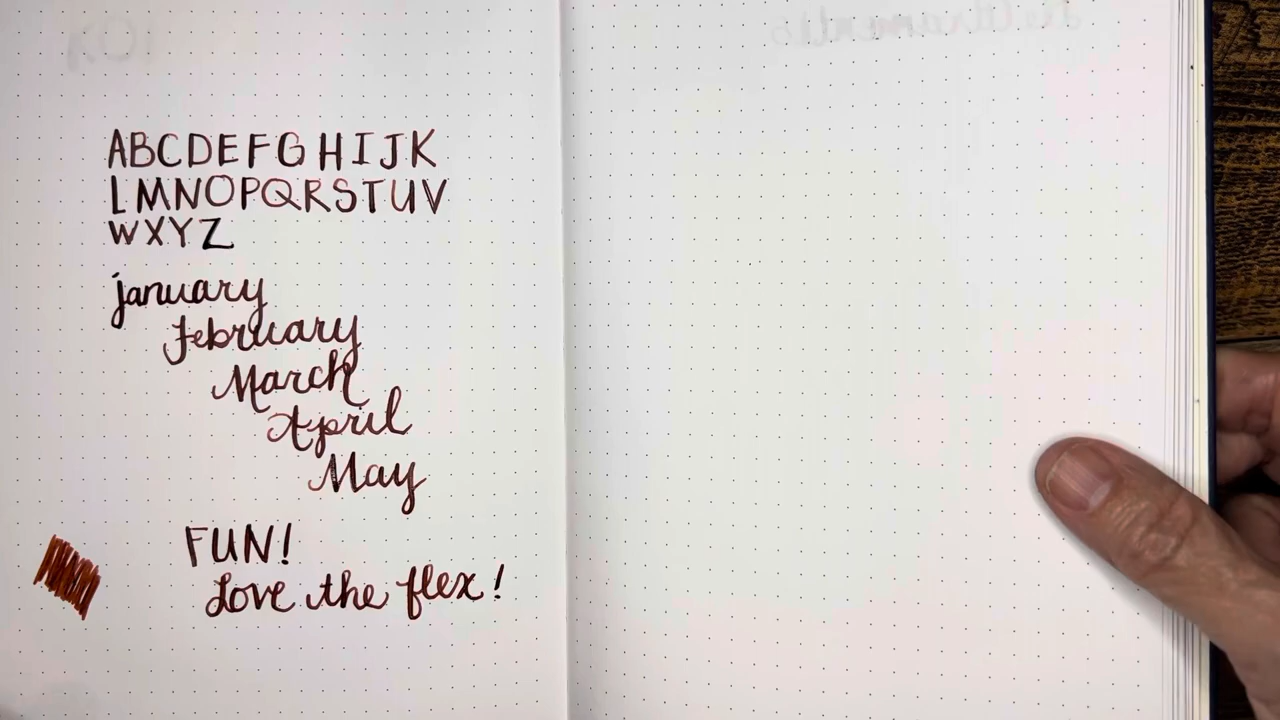 ABCDEFGHIJK
LMNOPQRSTUV
WXYZ
january
February
March
April
May
FUN!
Love the flex!